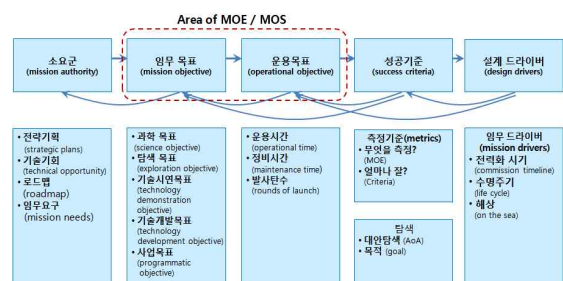 Area of MOE / MOS
소요군
(mission authority)
임무 목표
(mission objective)
운용목표
(operational objective)
성공기준
(success criteria)
설계 드라이버
(design drivers)
• 전략기획
(strategic plans)
• 기술기회
(technical opportunity)
• 로드맵
(roadmap)
• 임무요구
(mission needs)
• 과학 목표
(science objective)
• 탐색 목표
(exploration objective)
• 기술시연목표
(technology
demonstration
objective)
• 기술개발목표
(technology
development objective)
• 사업목표
(programmatic
objective)
• 운용시간
(operational time)
• 정비시간
(maintenance time)
• 발사탄수
(rounds of launch)
측정기준(metrics)
• 무엇을 측정?
(MOE)
• 얼마나 잘?
(Criteria)
탐색
• 대안탐색 (AoA)
• 목적 (goal)
임무 드라이버
(mission drivers)
• 전력화 시기
(commission timeline)
• 수명주기
(life cycle)
• 해상
(on the sea)